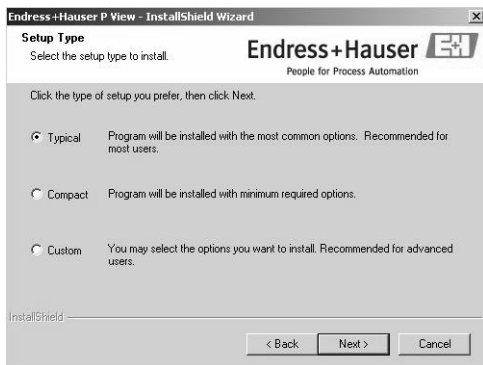 Endress+Hauser P View - InstallShield Wizard
Setup Type
Select the setup type to install.
Endress+Hauser
People for Process Automation
Click the type of setup you prefer, then click Next.
Typical
Program will be installed with the most common options. Recommended for
most users.
Compact
Program will be installed with minimum required options.
Custom
You may select the options you want to install. Recommended for advanced
users.
InstallShield
< Back
Next >
Cancel